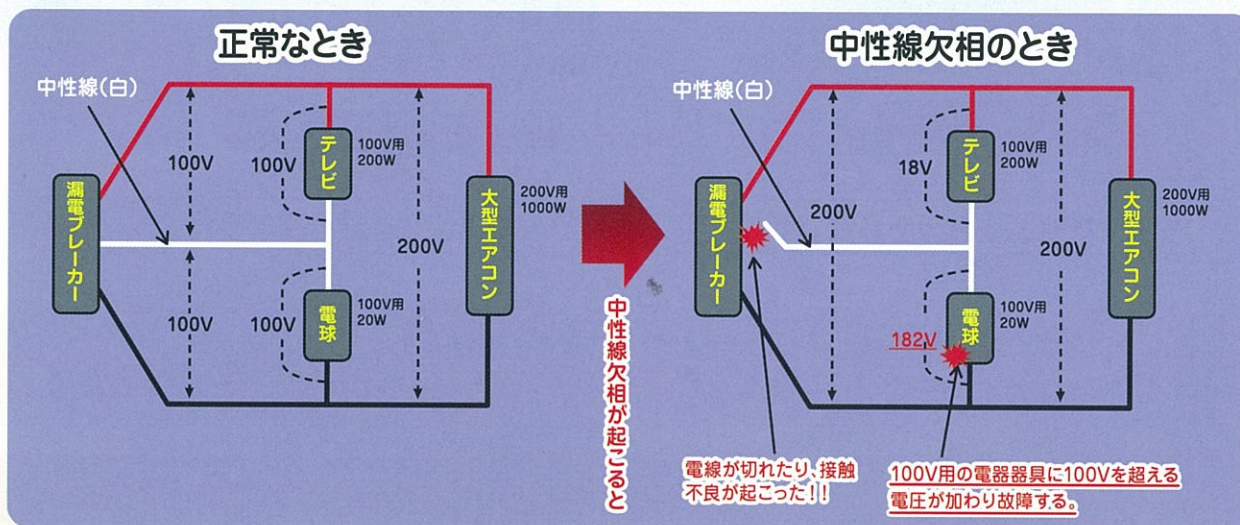 正常なとき
中性線(白)
100V
100V
テレビ
100V用
200W
漏電ブレーカー
200V
大型エアコン
200V用
1000W
100V
100V
電球
100V用
20W
中性線欠相が起こると
中性線欠相のとき
中性線(白)
18V
テレビ
100V用
200W
漏電ブレーカー
200V
200V
大型エアコン
200V用
1000W
182V
電球
100V用
20W
電線が切れたり、接触
不良が起こった!!
100V用の電器器具に100Vを超える
電圧が加わり故障する。